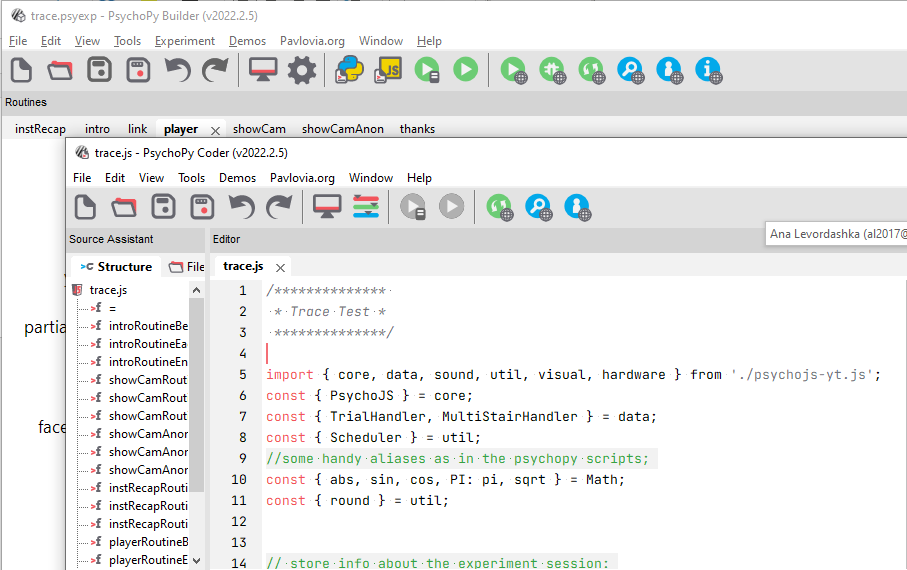 trace.psyexp - PsychoPy Builder (v2022.2.5)
File Edit View Tools Experiment Demos Pavlovia.org Window Help
JS
Routines
instRecap intro link player showCam showCamAnon thanks
trace.js - PsychoPy Coder (v2022.2.5)
File Edit View Tools Demos Pavlovia.org Window Help
Source Assistant Editor
Ana Levordashka (al2017@
Structure File trace.js
trace.js
f =
f introRoutineBe
f introRoutineEa
f introRoutineEn
f showCamRout
f showCamRout
f showCamRout
f showCamAnon
f showCamAnon
f showCamAnon
f instRecapRouti
f instRecapRouti
f instRecapRouti
f playerRoutineB
f playerRoutineE
partia
face
1 /**************
2 * Trace Test *
3 **************/
4
5 import { core, data, sound, util, visual, hardware } from './psychojs-yt.js';
6 const { PsychoJS } = core;
7 const { TrialHandler, MultiStairHandler } = data;
8 const { Scheduler } = util;
9 //some handy aliases as in the psychopy scripts;
10 const { abs, sin, cos, PI: pi, sqrt } = Math;
11 const { round } = util;
12
13
14 // store info about the experiment session: